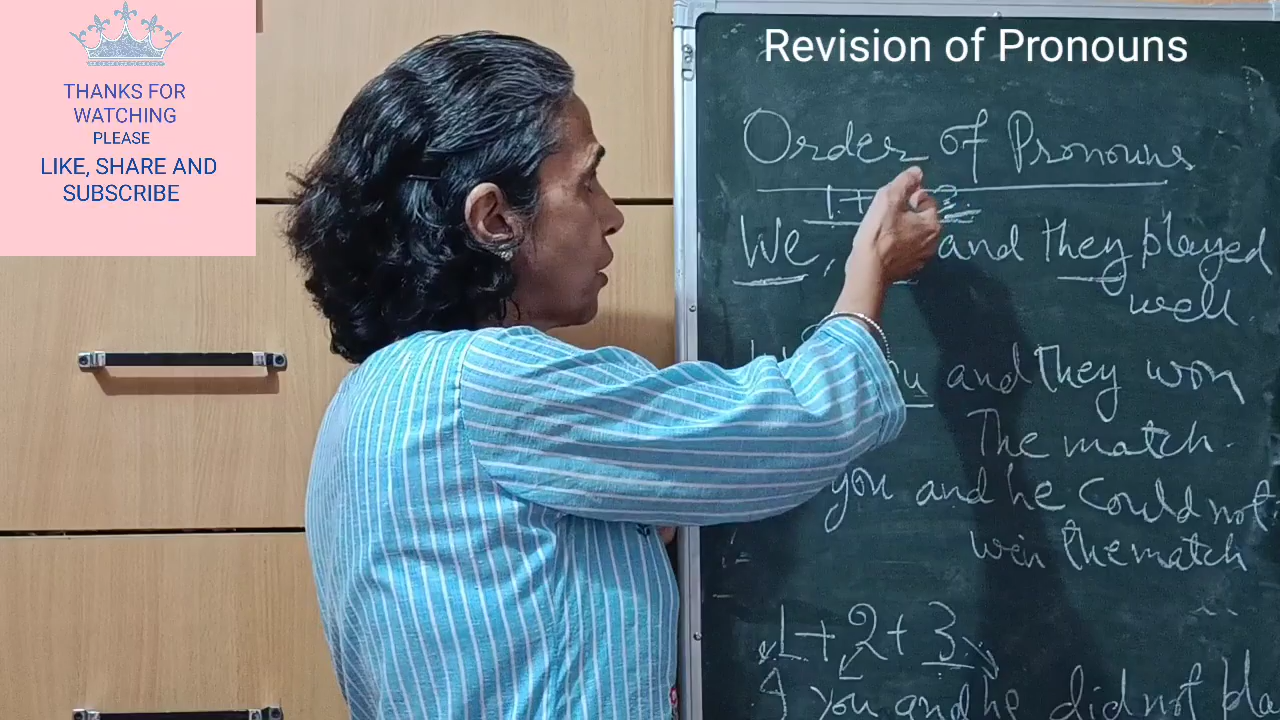 THANKS FOR
WATCHING
PLEASE
LIKE, SHARE AND
SUBSCRIBE
Revision of Pronouns
Order of Pronouns
1+
We, and they played
well.
and they won
The match.
you and he could not
win the match
1+2+3
you and he did not